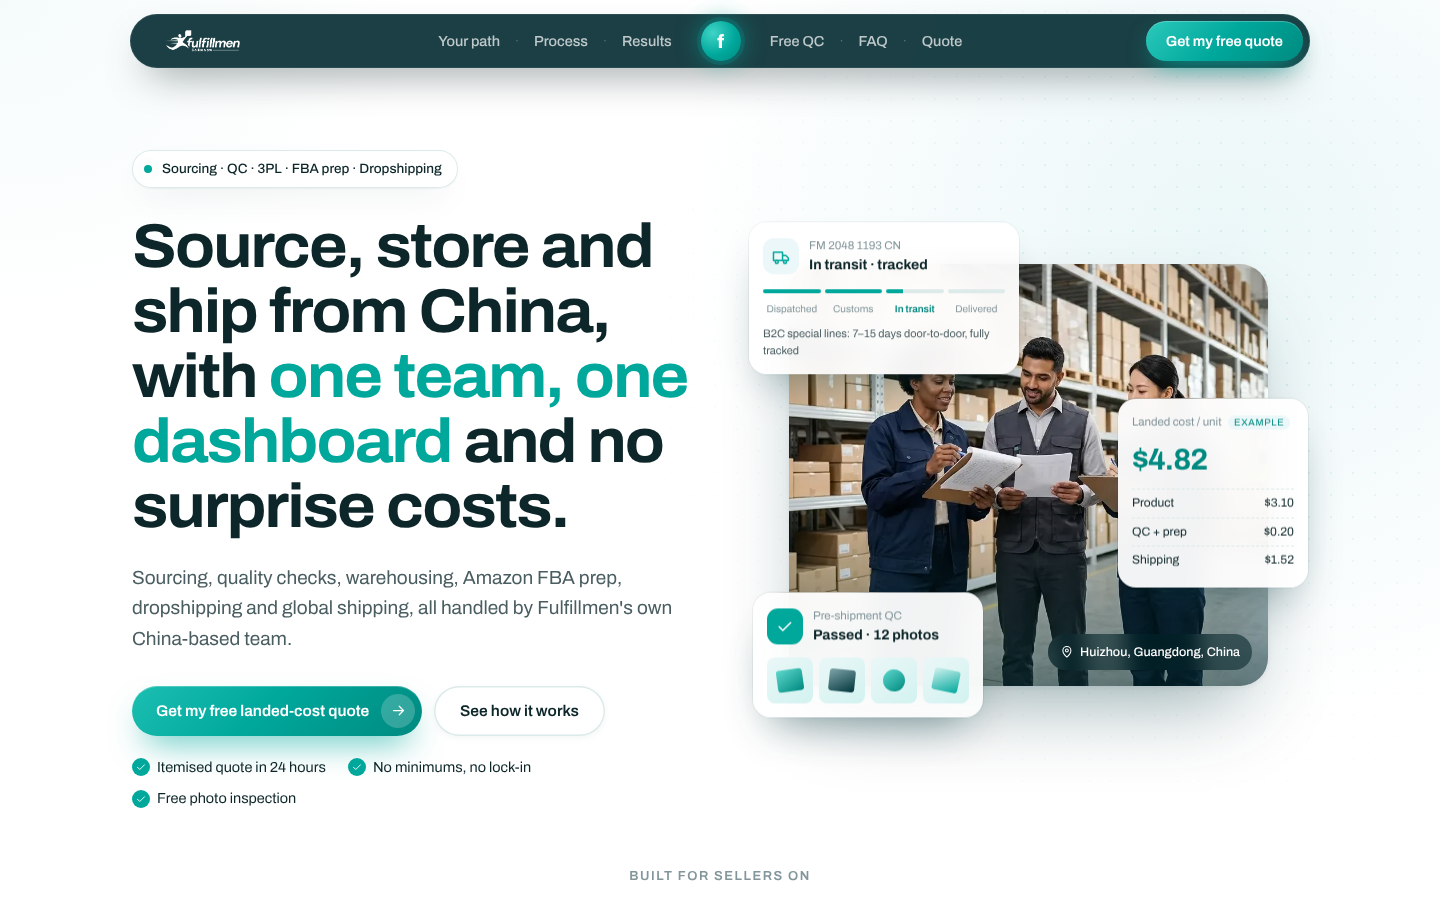 fulfillmen
Your path · Process · Results
f
Free QC · FAQ · Quote
Get my free quote
Sourcing · QC · 3PL · FBA prep · Dropshipping
Source, store and
ship from China,
with one team, one
dashboard and no
surprise costs.
Sourcing, quality checks, warehousing, Amazon FBA prep,
dropshipping and global shipping, all handled by Fulfillmen's own
China-based team.
Get my free landed-cost quote
See how it works
Itemised quote in 24 hours
No minimums, no lock-in
Free photo inspection
FM 2048 1193 CN
In transit · tracked
Dispatched Customs In transit Delivered
B2C special lines: 7–15 days door-to-door, fully
tracked
Landed cost / unit EXAMPLE
$4.82
Product $3.10
QC + prep $0.20
Shipping $1.52
Pre-shipment QC
Passed · 12 photos
Huizhou, Guangdong, China
BUILT FOR SELLERS ON